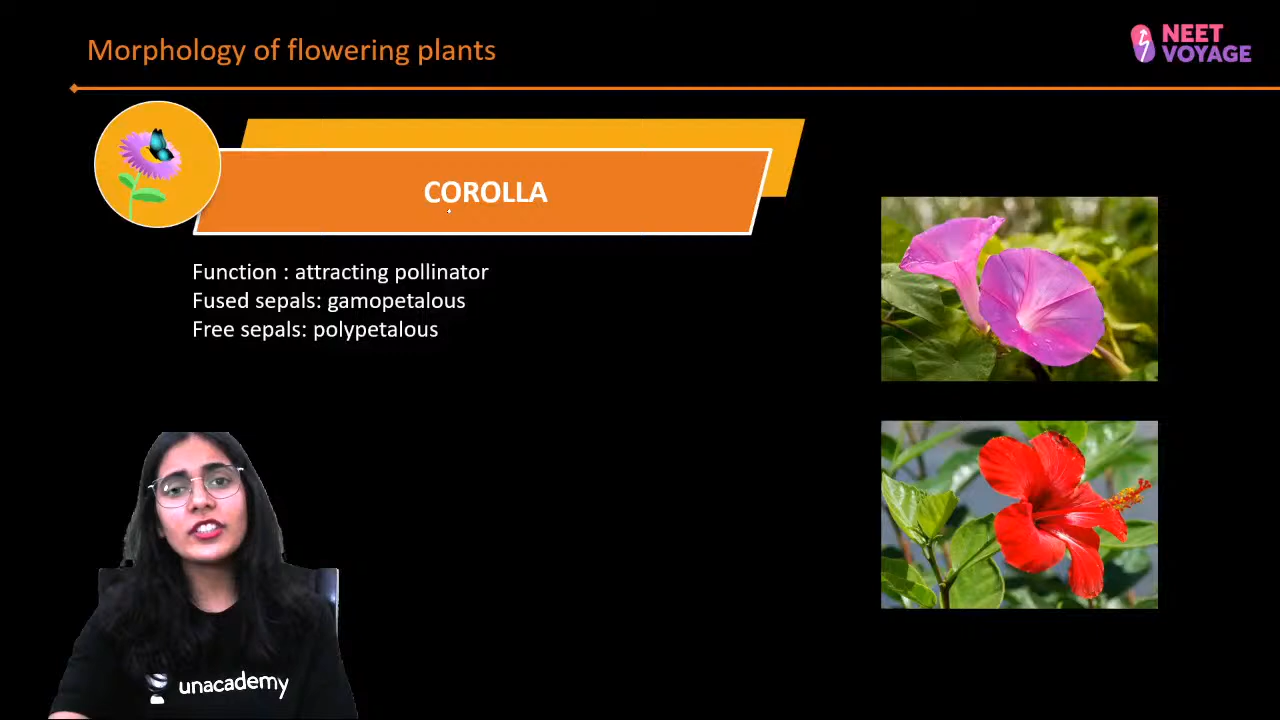 Morphology of flowering plants
NEET
VOYAGE
COROLLA
Function : attracting pollinator
Fused sepals: gamopetalous
Free sepals: polypetalous
unacademy